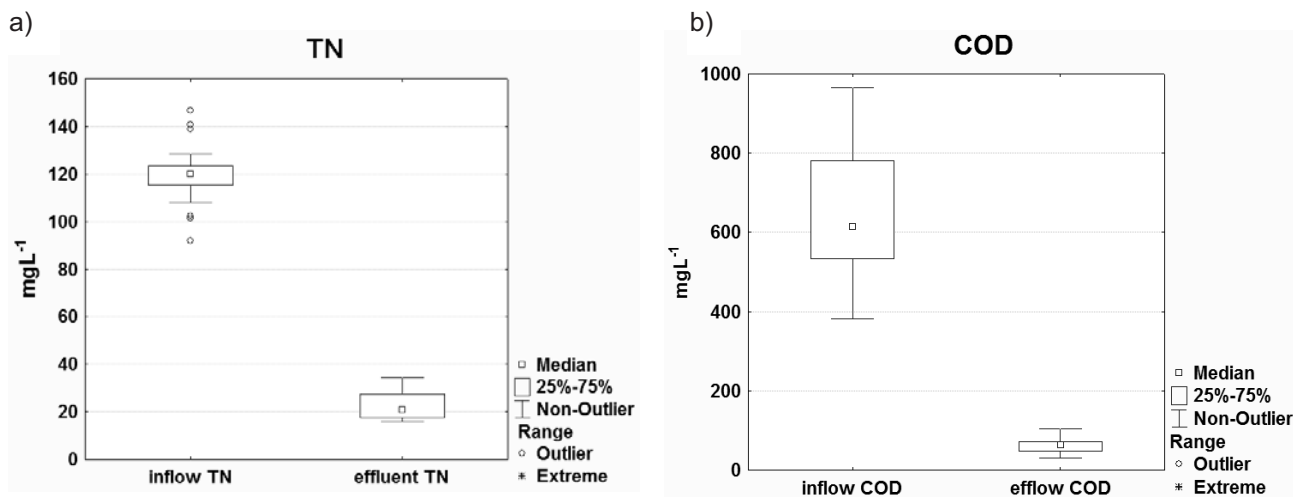 a)
TN
160
140
120
100
80
60
40
20
0
mgL⁻¹
inflow TN
effluent TN
Median
25%-75%
Non-Outlier
Range
Outlier
Extreme
b)
COD
1000
800
600
400
200
0
mgL⁻¹
inflow COD
efflow COD
Median
25%-75%
Non-Outlier
Range
Outlier
Extreme